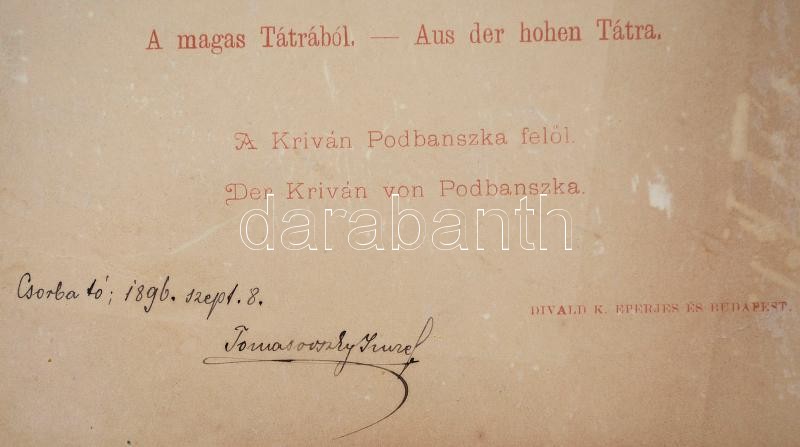 A magas Tátrából. — Aus der hohen Tátra.
A Kriván Podbanszka felöl.
Der Kriván von Podbanszka.
darabanth
Csorba tó; 1896. szept. 8.
DIVALD K. EPERJES ÉS BUDAPEST.
Tomasovszky Imre